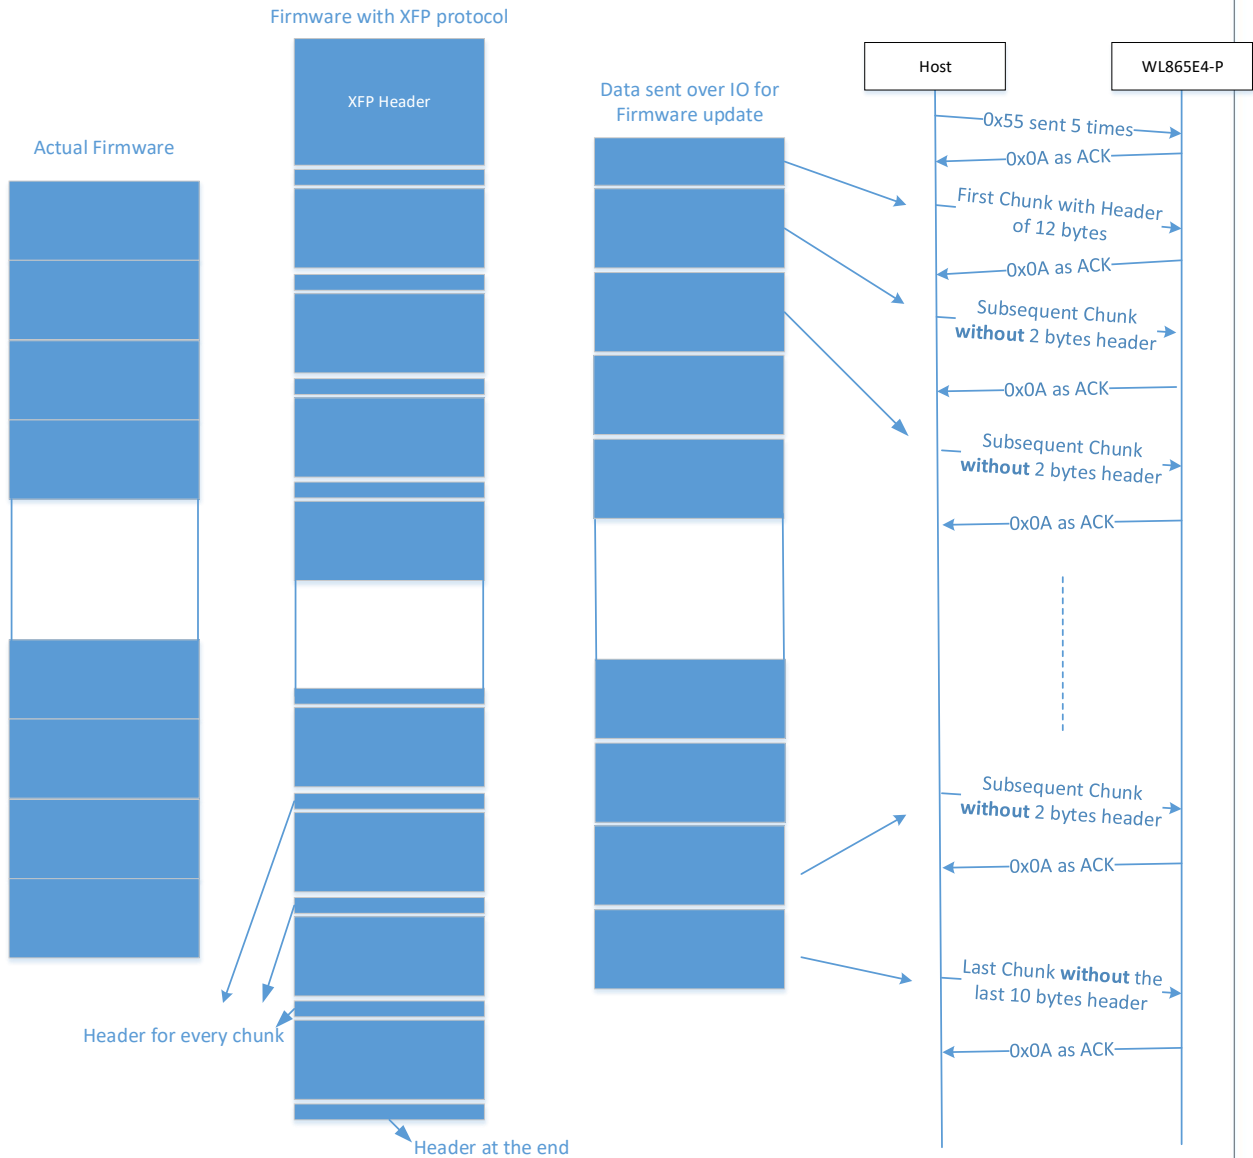 Firmware with XFP protocol
XFP Header
Actual Firmware
Header for every chunk
Header at the end
Data sent over IO for
Firmware update
Host
WL865E4-P
0x55 sent 5 times
0x0A as ACK
First Chunk with Header
of 12 bytes
0x0A as ACK
Subsequent Chunk
without 2 bytes header
0x0A as ACK
Subsequent Chunk
without 2 bytes header
0x0A as ACK
Subsequent Chunk
without 2 bytes header
0x0A as ACK
Last Chunk without the
last 10 bytes header
0x0A as ACK